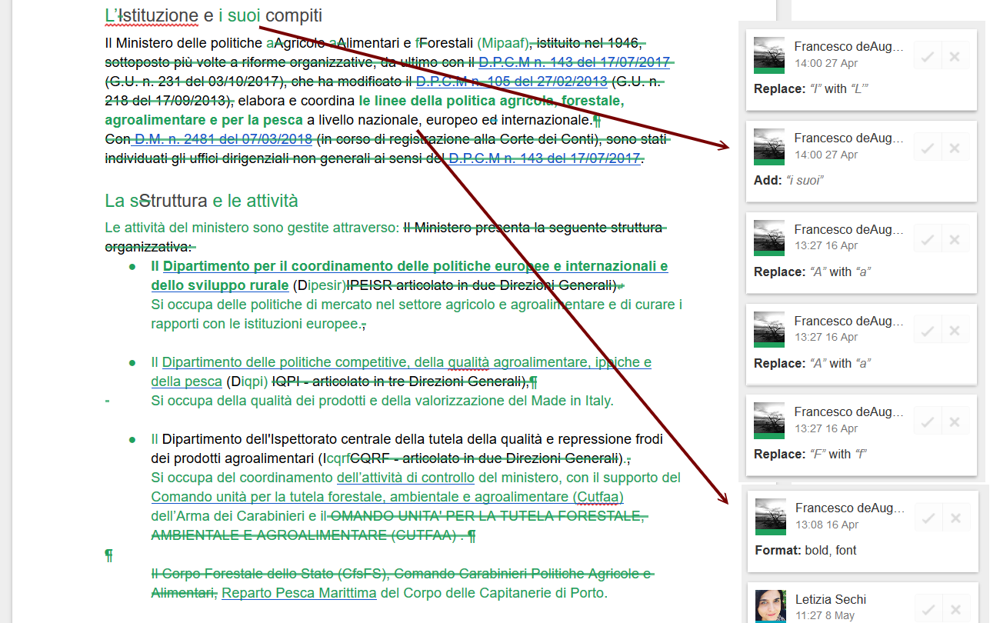 L'Istituzione e i suoi compiti
Il Ministero delle politiche aAgricole aAlimentari e fForestali (Mipaaf), istituito nel 1946,
sottoposto più volte a riforme organizzative, da ultimo con il D.P.C.M n. 143 del 17/07/2017
(G.U. n. 231 del 03/10/2017), che ha modificato il D.P.C.M n. 105 del 27/02/2013 (G.U. n.
218 del 17/09/2013), elabora e coordina le linee della politica agricola, forestale,
agroalimentare e per la pesca a livello nazionale, europeo ed internazionale.¶
Con D.M. n. 2481 del 07/03/2018 (in corso di registrazione alla Corte dei Conti), sono stati
individuati gli uffici dirigenziali non generali ai sensi del D.P.C.M n. 143 del 17/07/2017.
La sStruttura e le attività
Le attività del ministero sono gestite attraverso: Il Ministero presenta la seguente struttura
organizzativa:
● Il Dipartimento per il coordinamento delle politiche europee e internazionali e
dello sviluppo rurale (Dipesir)IPEISR articolato in due Direzioni Generali).↵
Si occupa delle politiche di mercato nel settore agricolo e agroalimentare e di curare i
rapporti con le istituzioni europee.;
● Il Dipartimento delle politiche competitive, della qualità agroalimentare, ippiche e
della pesca (Diqpi) IQPI - articolato in tre Direzioni Generali),¶
Si occupa della qualità dei prodotti e della valorizzazione del Made in Italy.
● Il Dipartimento dell'Ispettorato centrale della tutela della qualità e repressione frodi
dei prodotti agroalimentari (IcqrfCQRF - articolato in due Direzioni Generali).;
Si occupa del coordinamento dell'attività di controllo del ministero, con il supporto del
Comando unità per la tutela forestale, ambientale e agroalimentare (Cutfaa)
dell'Arma dei Carabinieri e il OMANDO UNITA' PER LA TUTELA FORESTALE,
AMBIENTALE E AGROALIMENTARE (CUTFAA) . ¶
¶
Il Corpo Forestale dello Stato (CfsFS), Comando Carabinieri Politiche Agricole e
Alimentari, Reparto Pesca Marittima del Corpo delle Capitanerie di Porto.
Francesco deAug...
14:00 27 Apr
Replace: "I" with "L'"
Francesco deAug...
14:00 27 Apr
Add: "i suoi"
Francesco deAug...
13:27 16 Apr
Replace: "A" with "a"
Francesco deAug...
13:27 16 Apr
Replace: "A" with "a"
Francesco deAug...
13:27 16 Apr
Replace: "F" with "f"
Francesco deAug...
13:08 16 Apr
Format: bold, font
Letizia Sechi
11:27 8 May